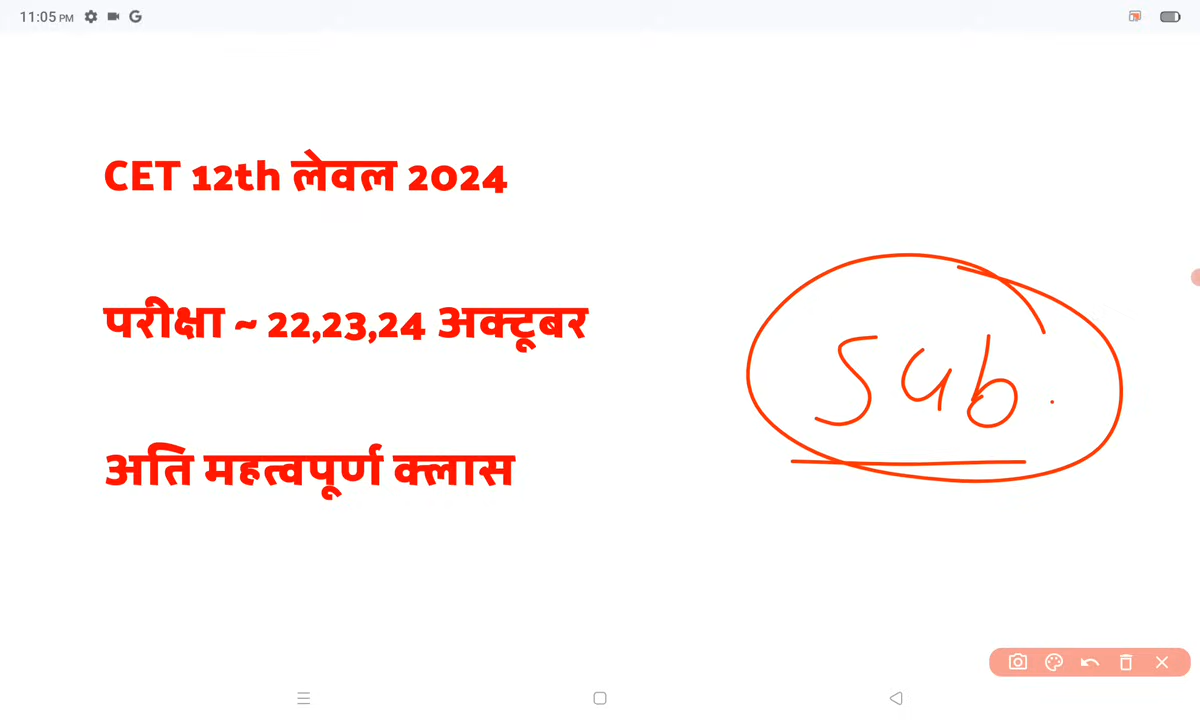 11:05 PM
CET 12th लेवल 2024
परीक्षा ~ 22,23,24 अक्टूबर
अति महत्वपूर्ण क्लास
Sub.